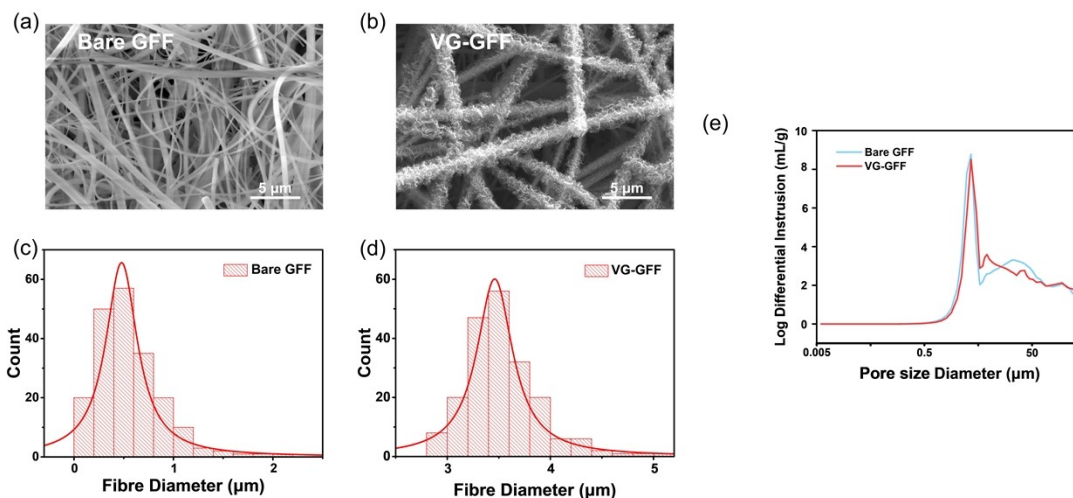 (a)
Bare GFF
5 μm
(b)
VG-GFF
5 μm
(c)
Bare GFF
Count
60
40
20
0
0
1
2
Fibre Diameter (μm)
(d)
VG-GFF
Count
60
40
20
0
3
4
5
Fibre Diameter (μm)
(e)
Bare GFF
VG-GFF
Log Differential Instrusion (mL/g)
10
8
6
4
2
0
0.005
0.5
50
Pore size Diameter (μm)